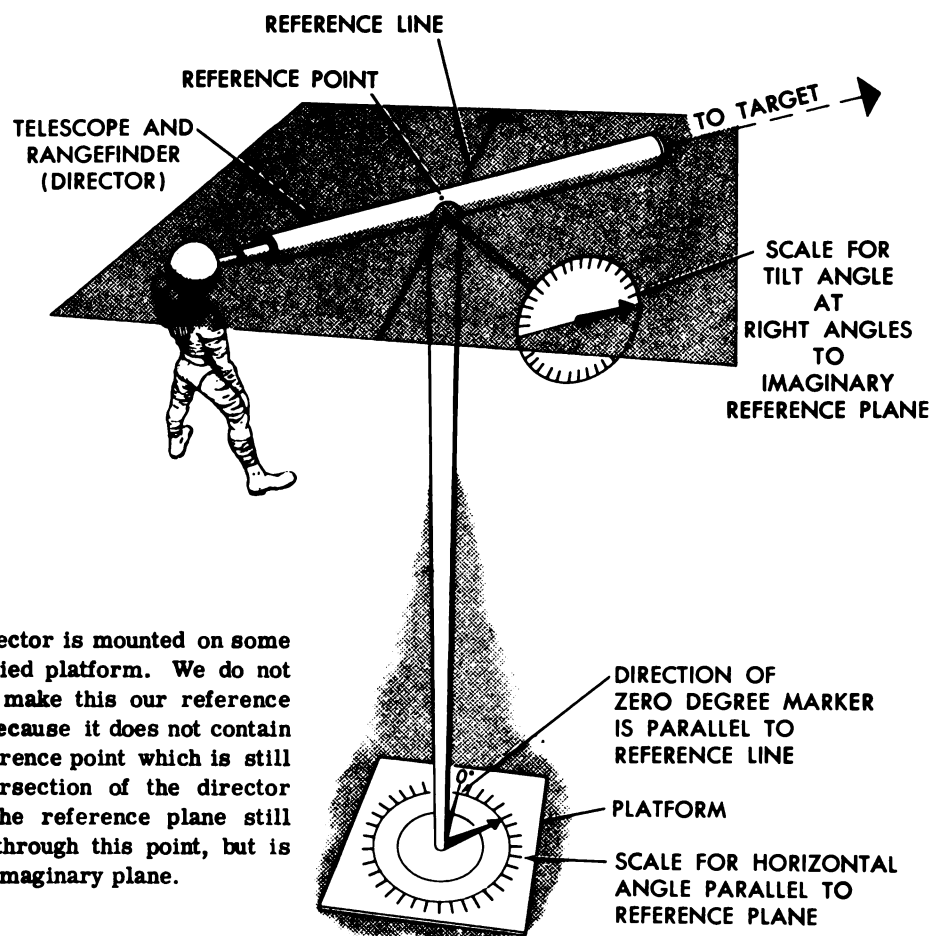 REFERENCE LINE
REFERENCE POINT
TO TARGET
TELESCOPE AND
RANGEFINDER
(DIRECTOR)
SCALE FOR
TILT ANGLE
AT
RIGHT ANGLES
TO
IMAGINARY
REFERENCE PLANE
ector is mounted on some
ied platform. We do not
make this our reference
ecause it does not contain
rence point which is still
rsection of the director
he reference plane still
through this point, but is
maginary plane.
DIRECTION OF
ZERO DEGREE MARKER
IS PARALLEL TO
REFERENCE LINE
0°
PLATFORM
SCALE FOR HORIZONTAL
ANGLE PARALLEL TO
REFERENCE PLANE